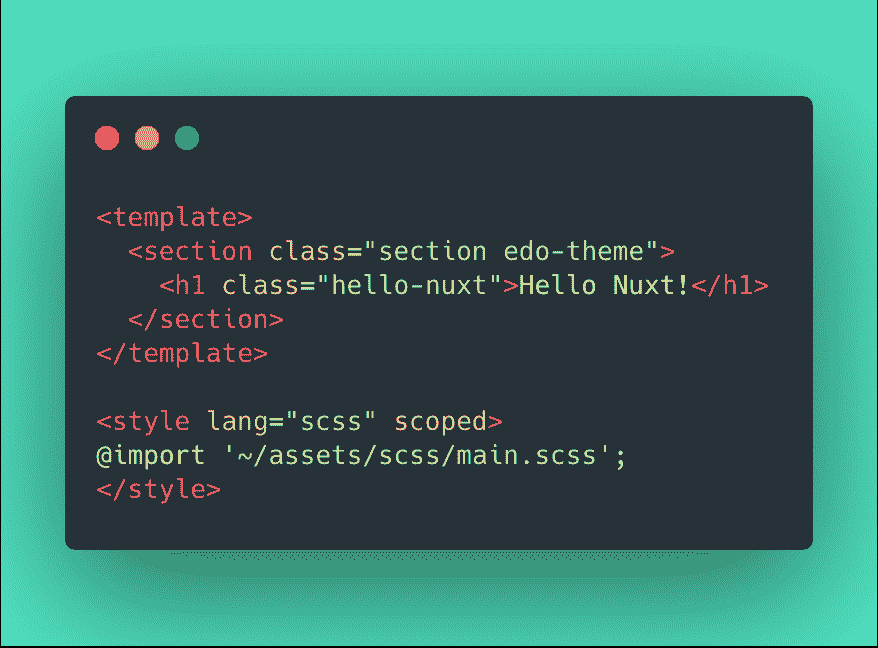 <template>
  <section class="section edo-theme">
    <h1 class="hello-nuxt">Hello Nuxt!</h1>
  </section>
</template>

<style lang="scss" scoped>
@import '~/assets/scss/main.scss';
</style>